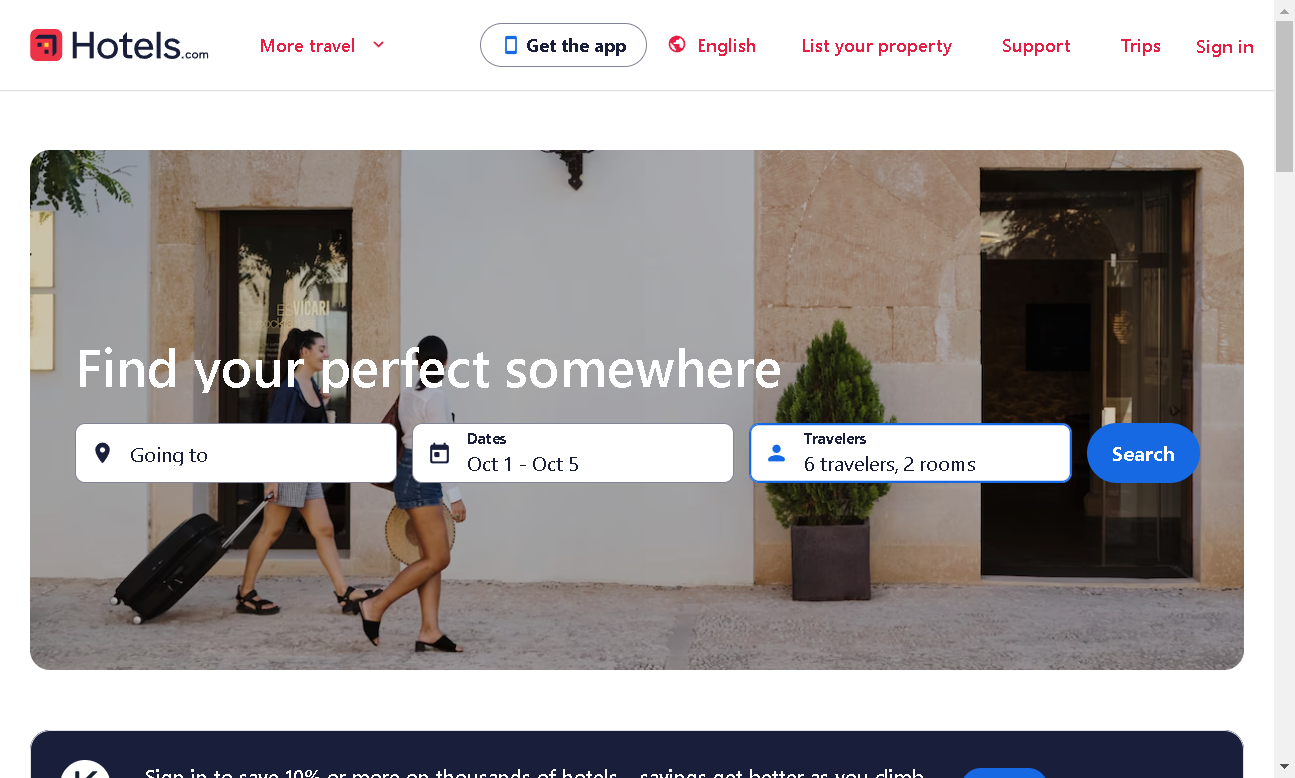 Hotels.com
More travel
Get the app
English
List your property
Support
Trips
Sign in
VICARI
Find your perfect somewhere
Going to
Dates
Oct 1 - Oct 5
Travelers
6 travelers, 2 rooms
Search
Sign in to save 10% or more on thousands of hotels – savings get better as you climb